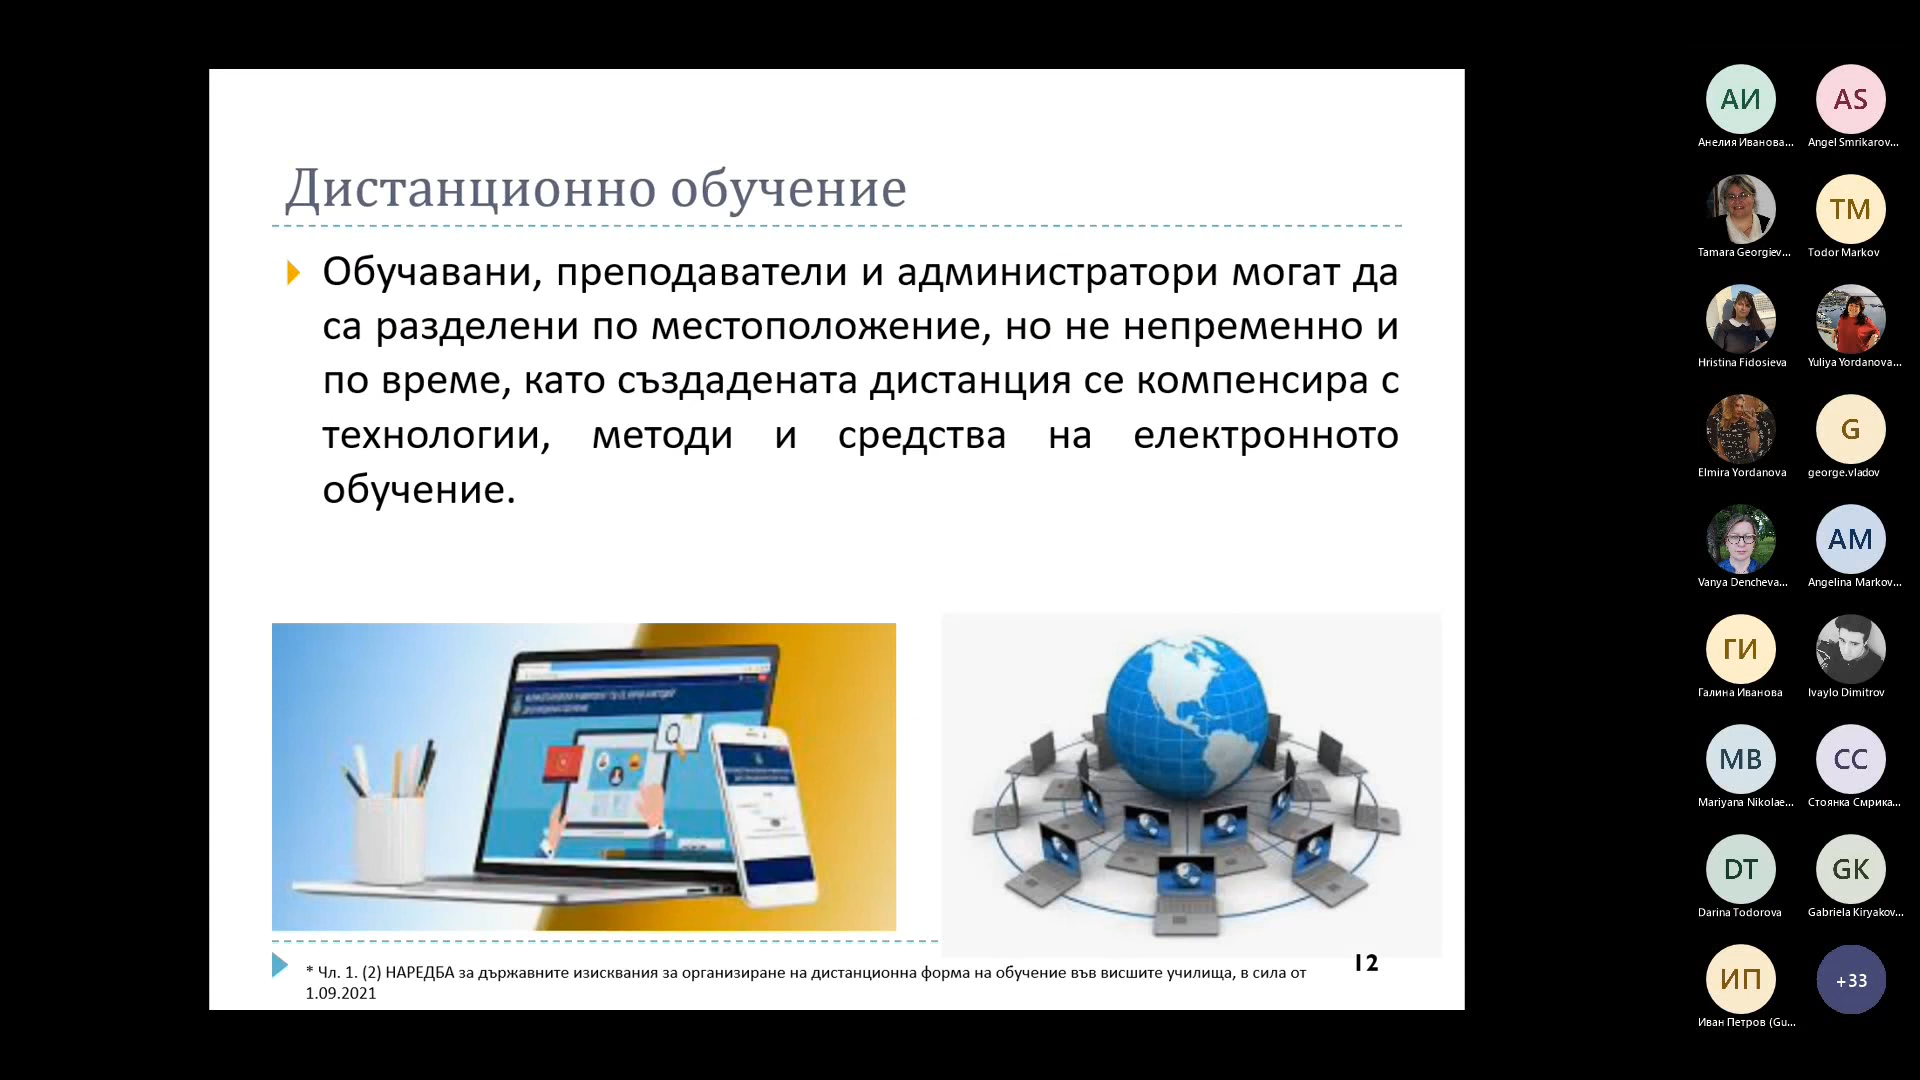 Дистанционно обучение
Обучавани, преподаватели и администратори могат да
са разделени по местоположение, но не непременно и
по време, като създадената дистанция се компенсира с
технологии, методи и средства на електронното
обучение.
* Чл. 1. (2) НАРЕДБА за държавните изисквания за организиране на дистанционна форма на обучение във висшите училища, в сила от
1.09.2021
12
АИ
Анелия Иванова...
AS
Angel Smrikarov...
Tamara Georgiev...
TM
Todor Markov
Hristina Fidosieva
Yuliya Yordanova...
Elmira Yordanova
G
george.vladov
Vanya Dencheva...
AM
Angelina Markov...
ГИ
Галина Иванова
Ivaylo Dimitrov
MB
Mariyana Nikolae...
СС
Стоянка Смрика...
DT
Darina Todorova
GK
Gabriela Kiryakov...
ИП
Иван Петров (Gu...
+33